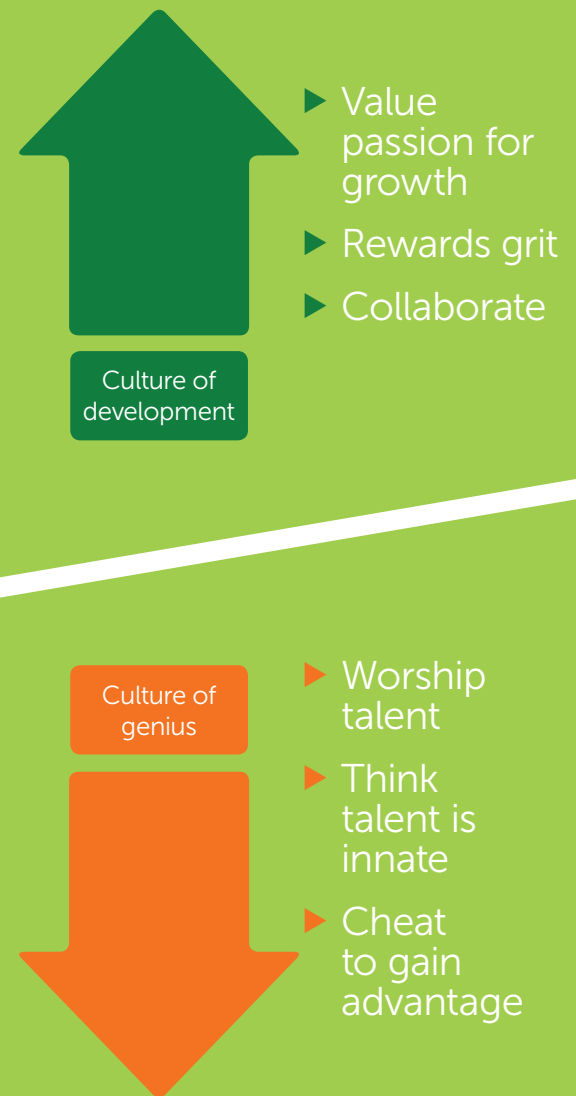 Value
passion for
growth
Rewards grit
Collaborate
Culture of
development
Culture of
genius
Worship
talent
Think
talent is
innate
Cheat
to gain
advantage